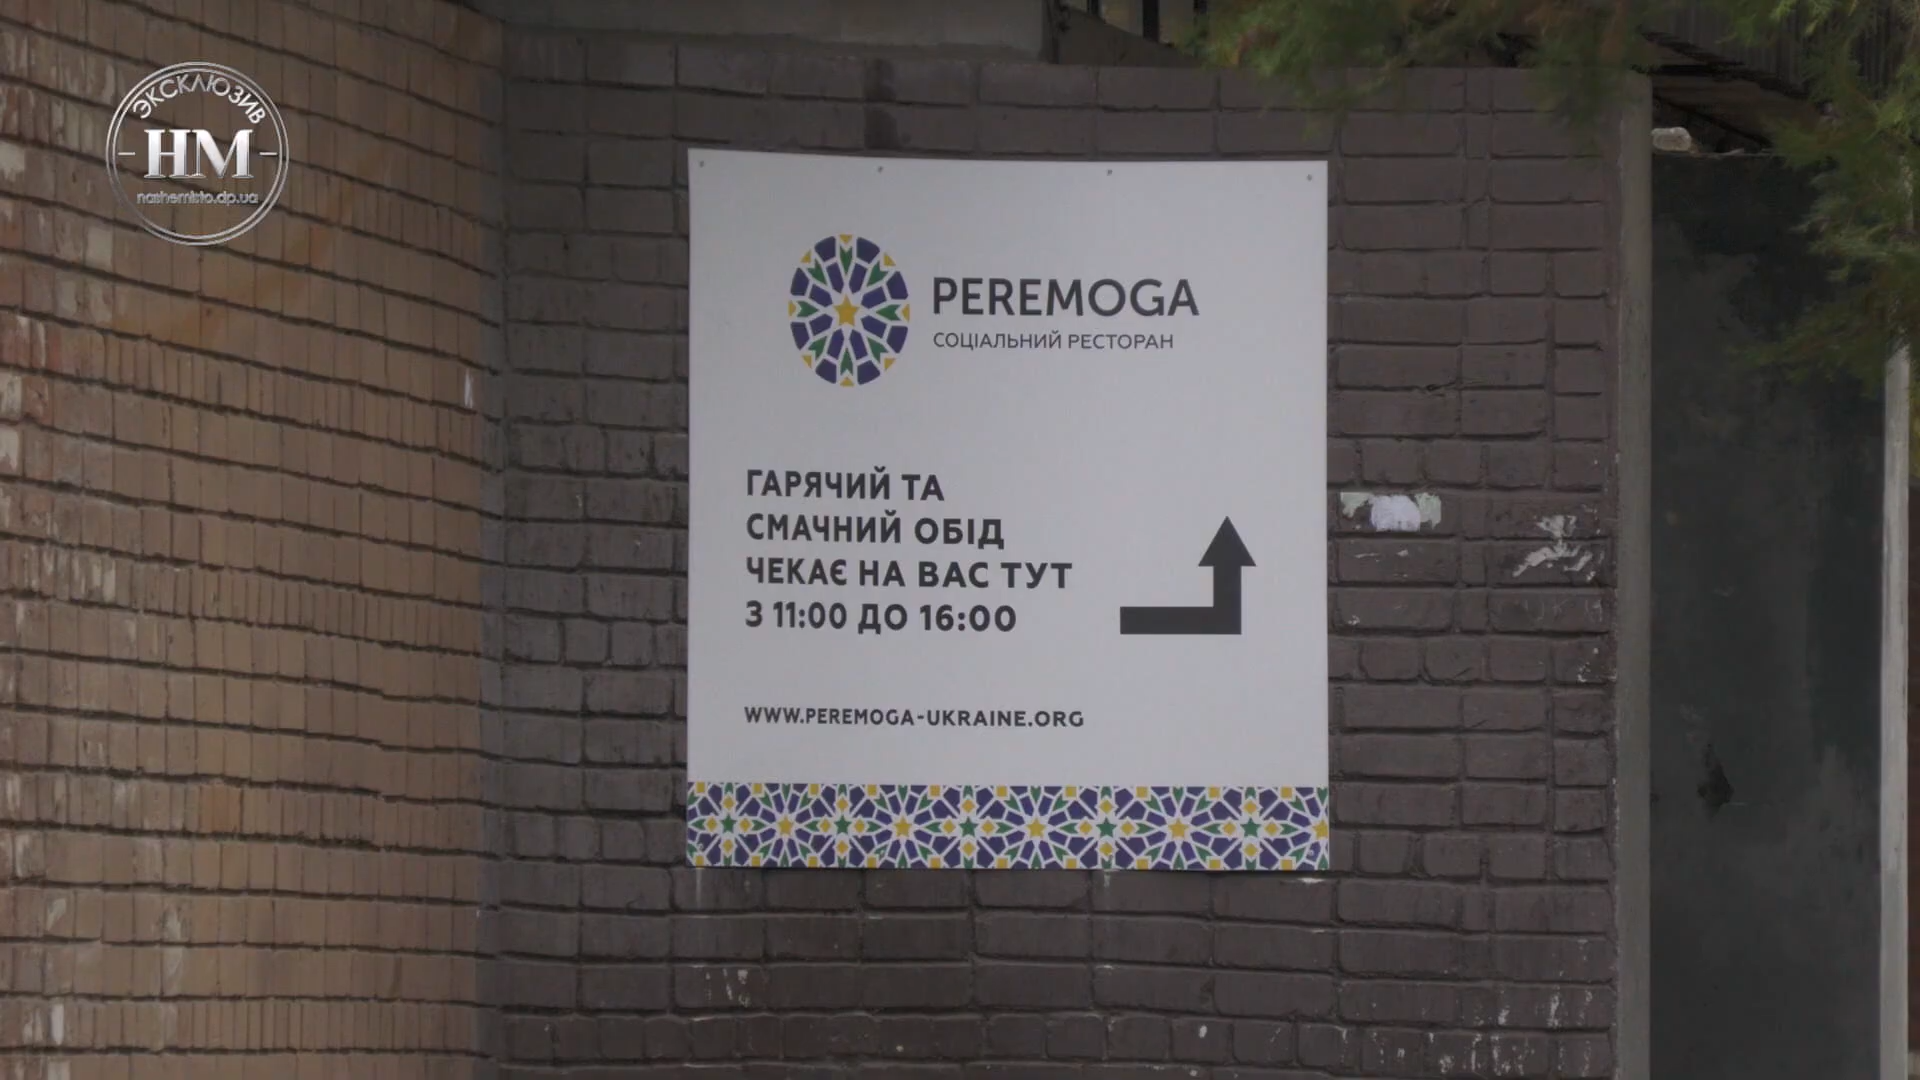 ЭКСКЛЮЗИВ
НМ
nashemisto.dp.ua
PEREMOGA
СОЦІАЛЬНИЙ РЕСТОРАН
ГАРЯЧИЙ ТА
СМАЧНИЙ ОБІД
ЧЕКАЄ НА ВАС ТУТ
З 11:00 ДО 16:00
WWW.PEREMOGA-UKRAINE.ORG